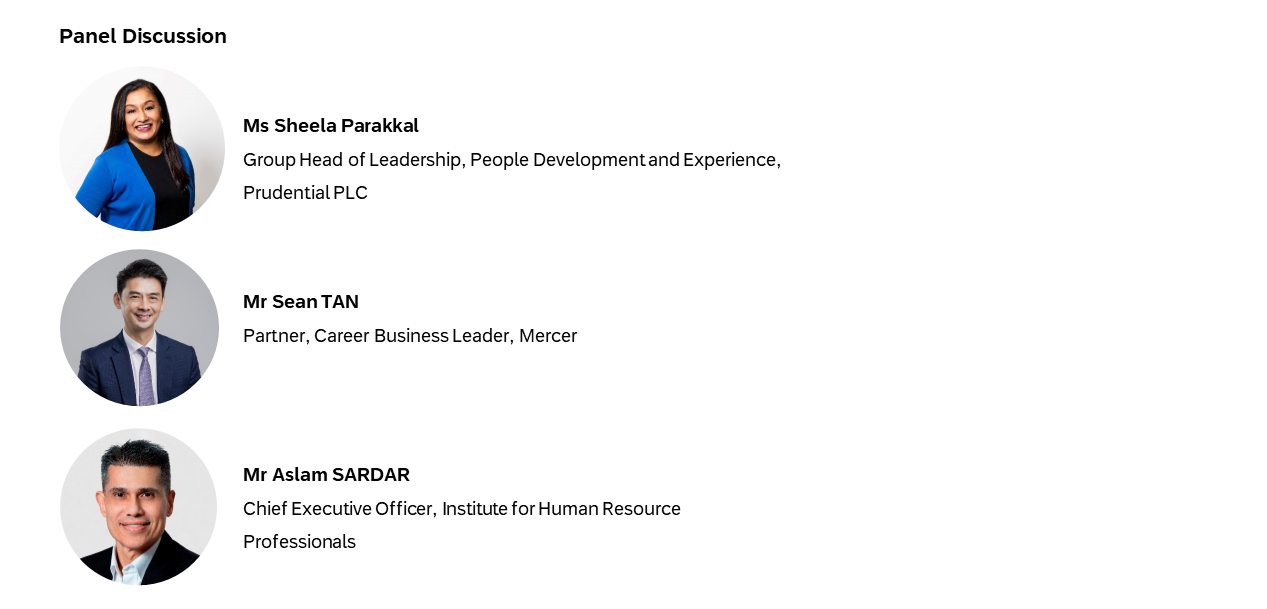 Panel Discussion
Ms Sheela Parakkal
Group Head of Leadership, People Development and Experience,
Prudential PLC
Mr Sean TAN
Partner, Career Business Leader, Mercer
Mr Aslam SARDAR
Chief Executive Officer, Institute for Human Resource
Professionals